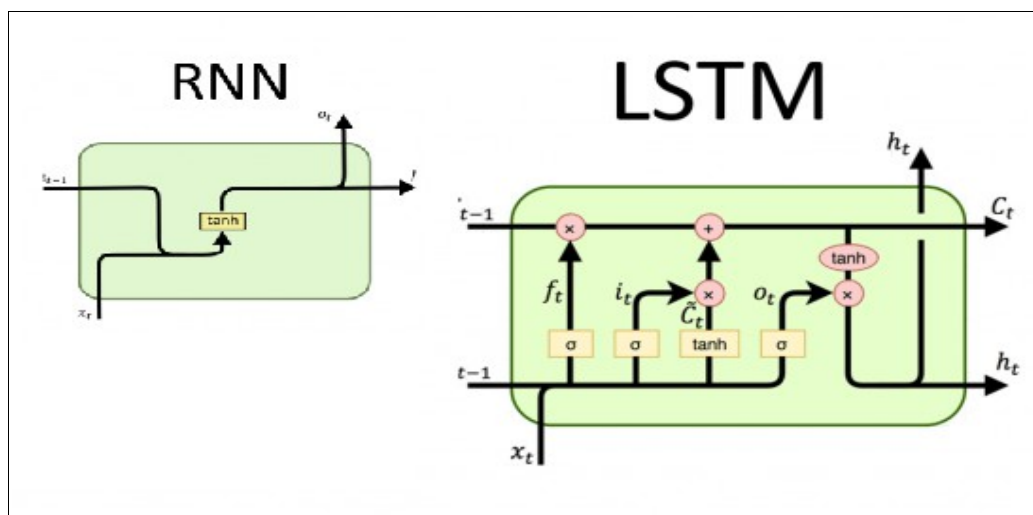 RNN
LSTM
o_t
tanh
x_t
h_t
t−1
C_t
×
+
tanh
f_t
i_t
×
C̃_t
o_t
×
σ
σ
tanh
σ
t−1
h_t
x_t